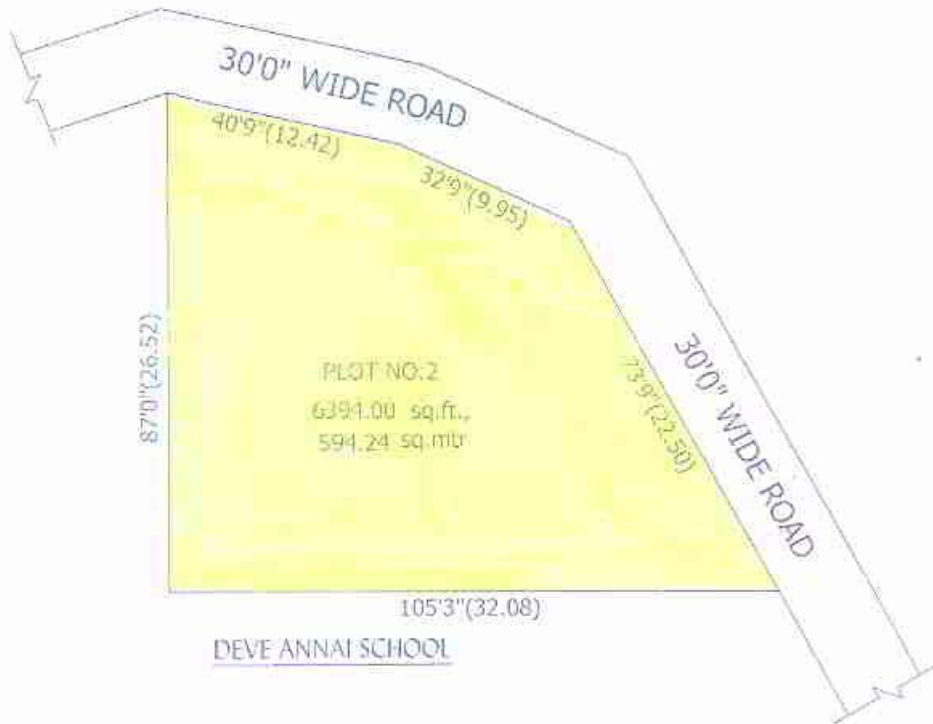 30'0" WIDE ROAD
40'9"(12.42)
32'9"(9.95)
87'0"(26.52)
PLOT NO:2
6394.00 sq.ft.,
594.24 sq.mtr
73'9"(22.50)
30'0" WIDE ROAD
105'3"(32.08)
DEVE ANNAI SCHOOL